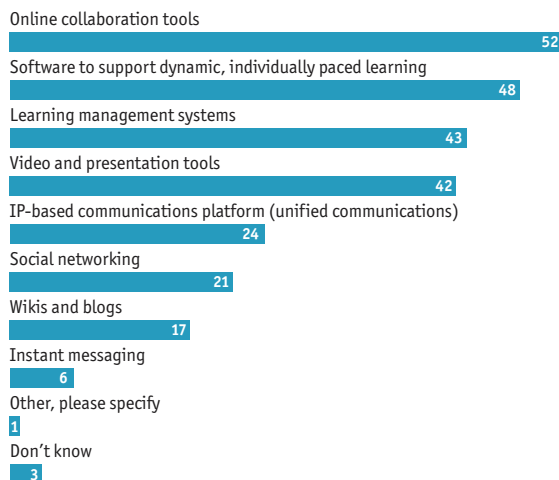 Online collaboration tools
52
Software to support dynamic, individually paced learning
48
Learning management systems
43
Video and presentation tools
42
IP-based communications platform (unified communications)
24
Social networking
21
Wikis and blogs
17
Instant messaging
6
Other, please specify
1
Don’t know
3